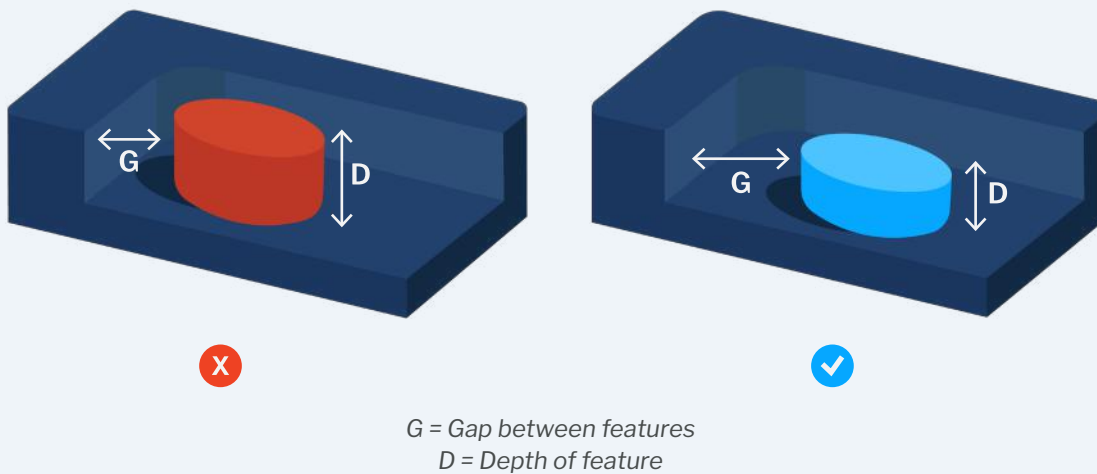 G
D
G
D
X
G = Gap between features
D = Depth of feature